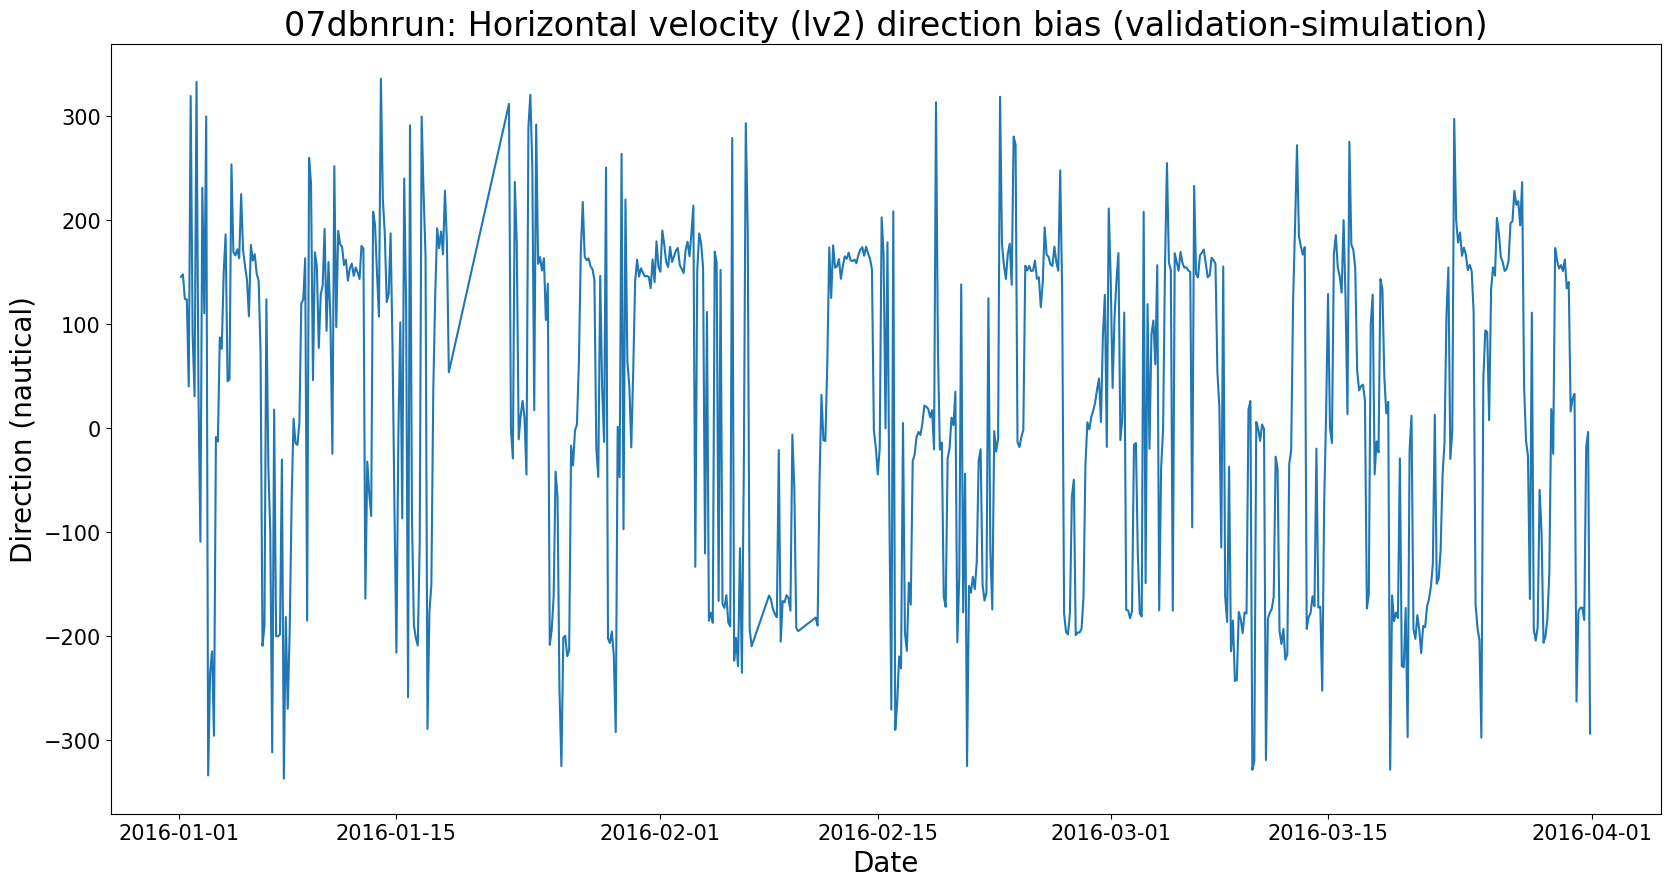 07dbnrun: Horizontal velocity (lv2) direction bias (validation-simulation)
Direction (nautical)
300
200
100
0
−100
−200
−300
2016-01-01 2016-01-15 2016-02-01 2016-02-15 2016-03-01 2016-03-15 2016-04-01
Date